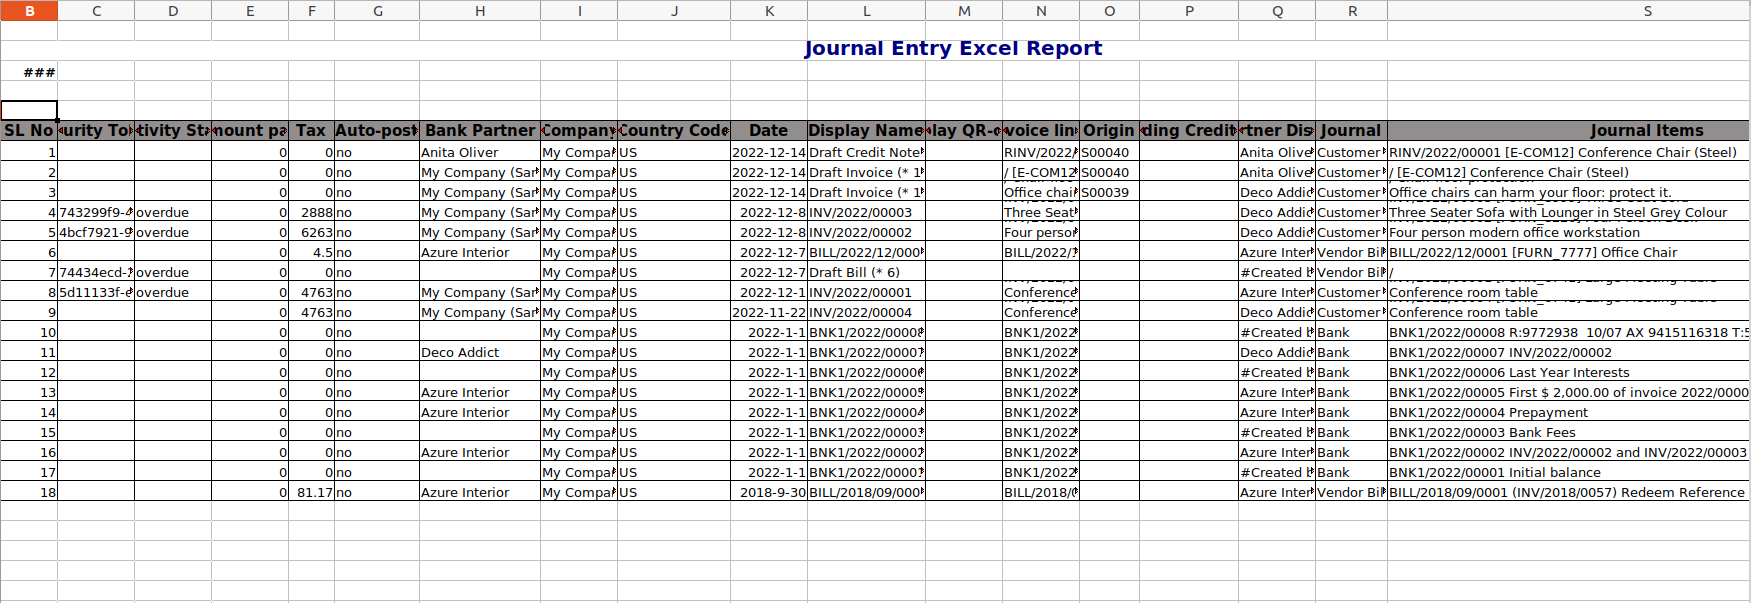 B C D E F G H I J K L M N O P Q R S
Journal Entry Excel Report
###
SL No urity To tivity St mount pa Tax Auto-post Bank Partner Company Country Code Date Display Name lay QR- voice lin Origin ding Credit rtner Dis Journal Journal Items
1 0 0 no Anita Oliver My Compa US 2022-12-14 Draft Credit Note RINV/2022/ S00040 Anita Olive Customer RINV/2022/00001 [E-COM12] Conference Chair (Steel)
2 0 0 no My Company (Sar US My Compa 2022-12-14 Draft Invoice (* 1 / [E-COM12 S00040 Anita Olive Customer / [E-COM12] Conference Chair (Steel)
3 0 0 no My Company (Sar My Compa US 2022-12-14 Draft Invoice (* 1 Office chai S00039 Deco Addic Customer Office chairs can harm your floor: protect it.
4 743299f9- overdue 0 2888 no My Company (Sar My Compa US 2022-12-8 INV/2022/00003 Three Seat Deco Addic Customer Three Seater Sofa with Lounger in Steel Grey Colour
5 4bcf7921-9 overdue 0 6263 no My Company (Sar My Compa US 2022-12-8 INV/2022/00002 Four person Deco Addic Customer Four person modern office workstation
6 0 4.5 no Azure Interior My Compa US 2022-12-7 BILL/2022/12/000 BILL/2022/ Azure Inter Vendor Bil BILL/2022/12/0001 [FURN_7777] Office Chair
7 74434ecd- overdue 0 0 no My Compa US 2022-12-7 Draft Bill (* 6) #Created b Vendor Bil /
8 5d11133f-e overdue 0 4763 no My Company (Sar My Compa US 2022-12-1 INV/2022/00001 Conference Azure Inter Customer Conference room table
9 0 4763 no My Company (Sar My Compa US 2022-11-22 INV/2022/00004 Conference Deco Addic Customer Conference room table
10 0 0 no My Compa US 2022-1-1 BNK1/2022/00008 BNK1/2022 #Created b Bank BNK1/2022/00008 R:9772938  10/07 AX 9415116318 T:5
11 0 0 no Deco Addict My Compa US 2022-1-1 BNK1/2022/00007 BNK1/2022 Deco Addic Bank BNK1/2022/00007 INV/2022/00002
12 0 0 no My Compa US 2022-1-1 BNK1/2022/00006 BNK1/2022 #Created b Bank BNK1/2022/00006 Last Year Interests
13 0 0 no Azure Interior My Compa US 2022-1-1 BNK1/2022/00005 BNK1/2022 Azure Inter Bank BNK1/2022/00005 First $ 2,000.00 of invoice 2022/0000
14 0 0 no Azure Interior My Compa US 2022-1-1 BNK1/2022/00004 BNK1/2022 Azure Inter Bank BNK1/2022/00004 Prepayment
15 0 0 no My Compa US 2022-1-1 BNK1/2022/00003 BNK1/2022 #Created b Bank BNK1/2022/00003 Bank Fees
16 0 0 no Azure Interior My Compa US 2022-1-1 BNK1/2022/00002 BNK1/2022 Azure Inter Bank BNK1/2022/00002 INV/2022/00002 and INV/2022/00003
17 0 0 no My Compa US 2022-1-1 BNK1/2022/00001 BNK1/2022 #Created b Bank BNK1/2022/00001 Initial balance
18 0 81.17 no Azure Interior My Compa US 2018-9-30 BILL/2018/09/000 BILL/2018/0 Azure Inter Vendor Bil BILL/2018/09/0001 (INV/2018/0057) Redeem Reference